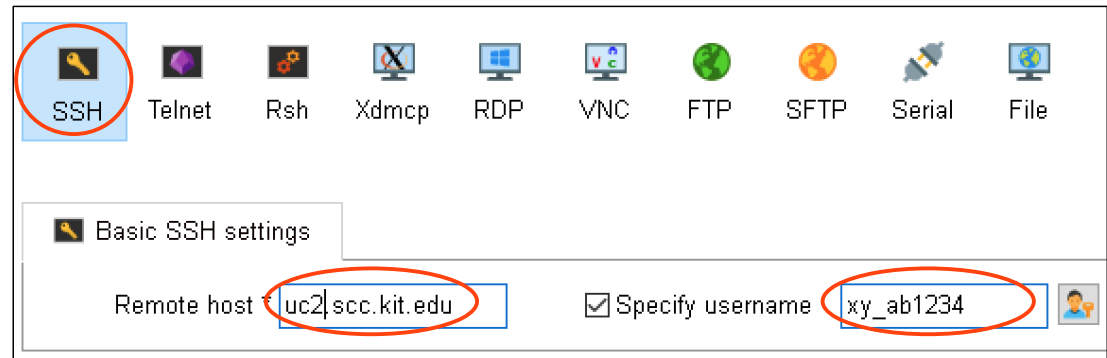 SSH Telnet Rsh Xdmcp RDP VNC FTP SFTP Serial File
Basic SSH settings
Remote host * uc2.scc.kit.edu Specify username xy_ab1234